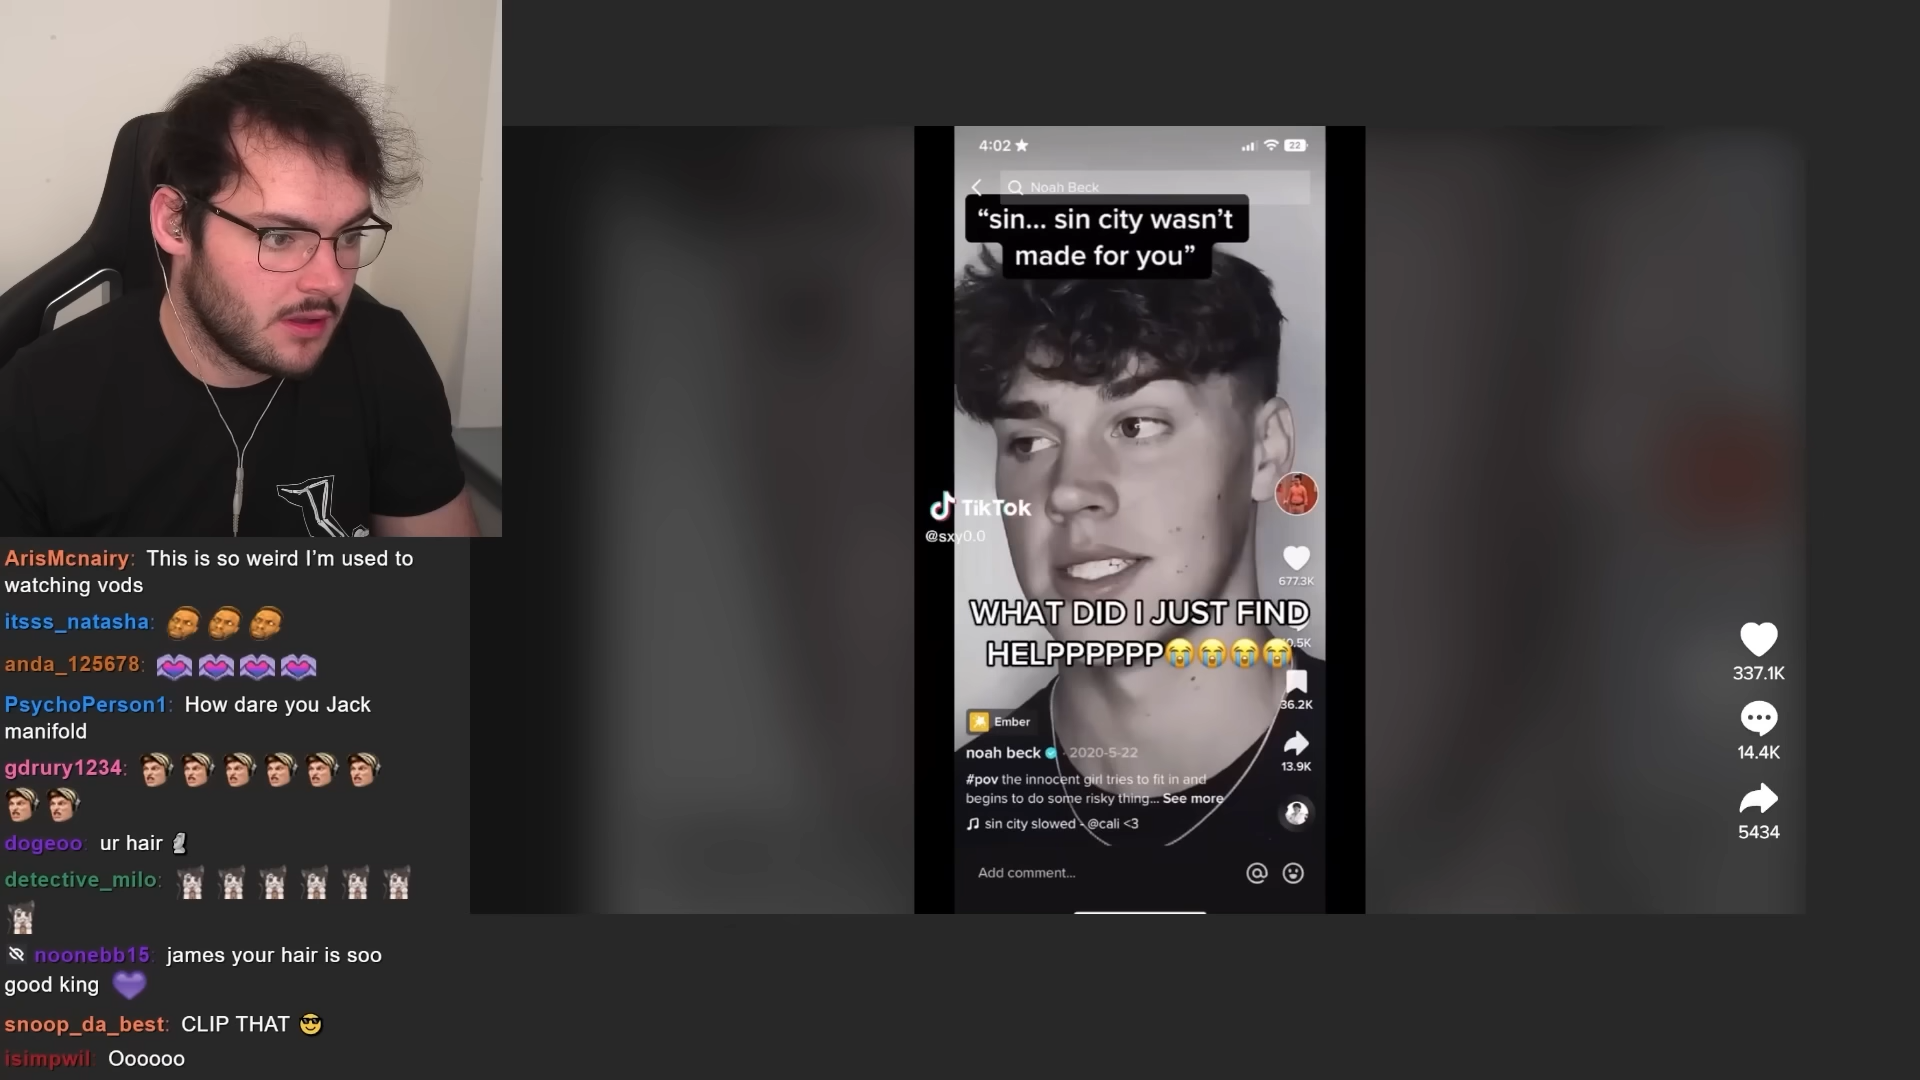 ArisMcnairy: This is so weird I’m used to
watching vods
itsss_natasha:
anda_125678:
PsychoPerson1: How dare you Jack
manifold
gdrury1234:
dogeoo: ur hair 🗿
detective_milo:
noonebb15: james your hair is soo
good king 💜
snoop_da_best: CLIP THAT 😎
isimpwil: Oooooo
4:02
22
Noah Beck
“sin... sin city wasn’t
made for you”
TikTok
@sxy0.0
677.3K
WHAT DID I JUST FIND
HELPPPPPP😭😭😭😭
36.2K
Ember
noah beck · 2020-5-22
13.9K
#pov the innocent girl tries to fit in and
begins to do some risky thing... See more
sin city slowed - @cali <3
Add comment...
337.1K
14.4K
5434